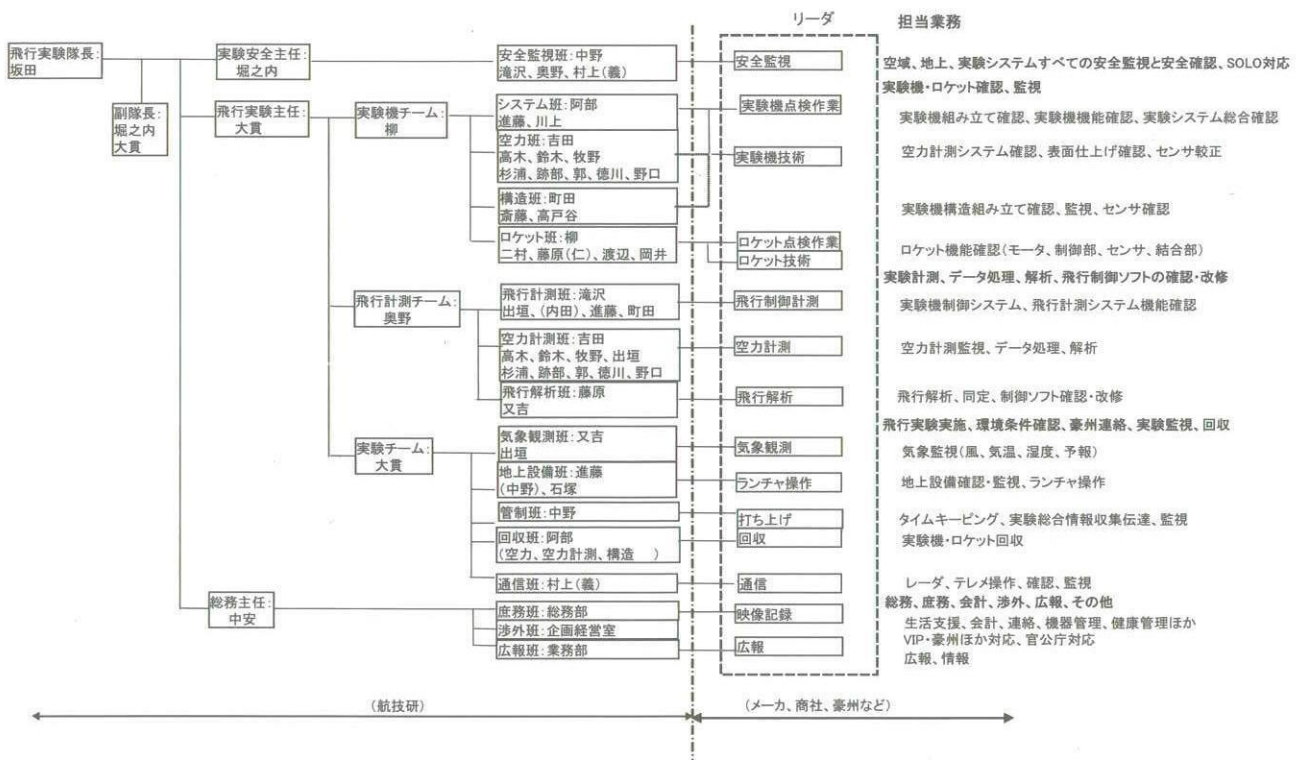 リーダ
担当業務
飛行実験隊長:
坂田
副隊長:
堀之内
大貫
実験安全主任:
堀之内
飛行実験主任:
大貫
総務主任:
中安
実験機チーム:
柳
飛行計測チーム:
奥野
実験チーム:
大貫
安全監視班:中野
滝沢、奥野、村上(義)
システム班:阿部
進藤、川上
空力班:吉田
高木、鈴木、牧野
杉浦、跡部、郭、徳川、野口
構造班:町田
斎藤、高戸谷
ロケット班:柳
二村、藤原(仁)、渡辺、岡井
飛行計測班:滝沢
出垣、(内田)、進藤、町田
空力計測班:吉田
高木、鈴木、牧野、出垣
杉浦、跡部、郭、徳川、野口
飛行解析班:藤原
又吉
気象観測班:又吉
出垣
地上設備班:進藤
(中野)、石塚
管制班:中野
回収班:阿部
(空力、空力計測、構造 )
通信班:村上(義)
庶務班:総務部
渉外班:企画経営室
広報班:業務部
安全監視
実験機点検作業
実験機技術
ロケット点検作業
ロケット技術
飛行制御計測
空力計測
飛行解析
気象観測
ランチャ操作
打ち上げ
回収
通信
映像記録
広報
空域、地上、実験システムすべての安全監視と安全確認、SOLO対応
実験機・ロケット確認、監視
実験機組み立て確認、実験機機能確認、実験システム総合確認
空力計測システム確認、表面仕上げ確認、センサ較正
実験機構造組み立て確認、監視、センサ確認
ロケット機能確認(モータ、制御部、センサ、結合部)
実験計測、データ処理、解析、飛行制御ソフトの確認・改修
実験機制御システム、飛行計測システム機能確認
空力計測監視、データ処理、解析
飛行解析、同定、制御ソフト確認・改修
飛行実験実施、環境条件確認、豪州連絡、実験監視、回収
気象監視(風、気温、湿度、予報)
地上設備確認・監視、ランチャ操作
タイムキーピング、実験総合情報収集伝達、監視
実験機・ロケット回収
レーダ、テレメ操作、確認、監視
総務、庶務、会計、渉外、広報、その他
生活支援、会計、連絡、機器管理、健康管理ほか
VIP・豪州ほか対応、官公庁対応
広報、情報
(航技研)
(メーカ、商社、豪州など)